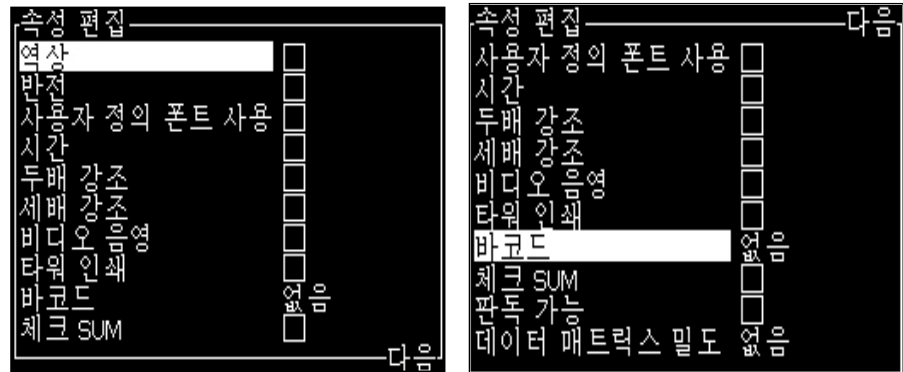 속성 편집
역상
반전
사용자 정의 폰트 사용
시간
두배 강조
세배 강조
비디오 음영
타워 인쇄
바코드 없음
체크 SUM
다음
속성 편집 다음
사용자 정의 폰트 사용
시간
두배 강조
세배 강조
비디오 음영
타워 인쇄
바코드 없음
체크 SUM
판독 가능
데이터 매트릭스 밀도 없음